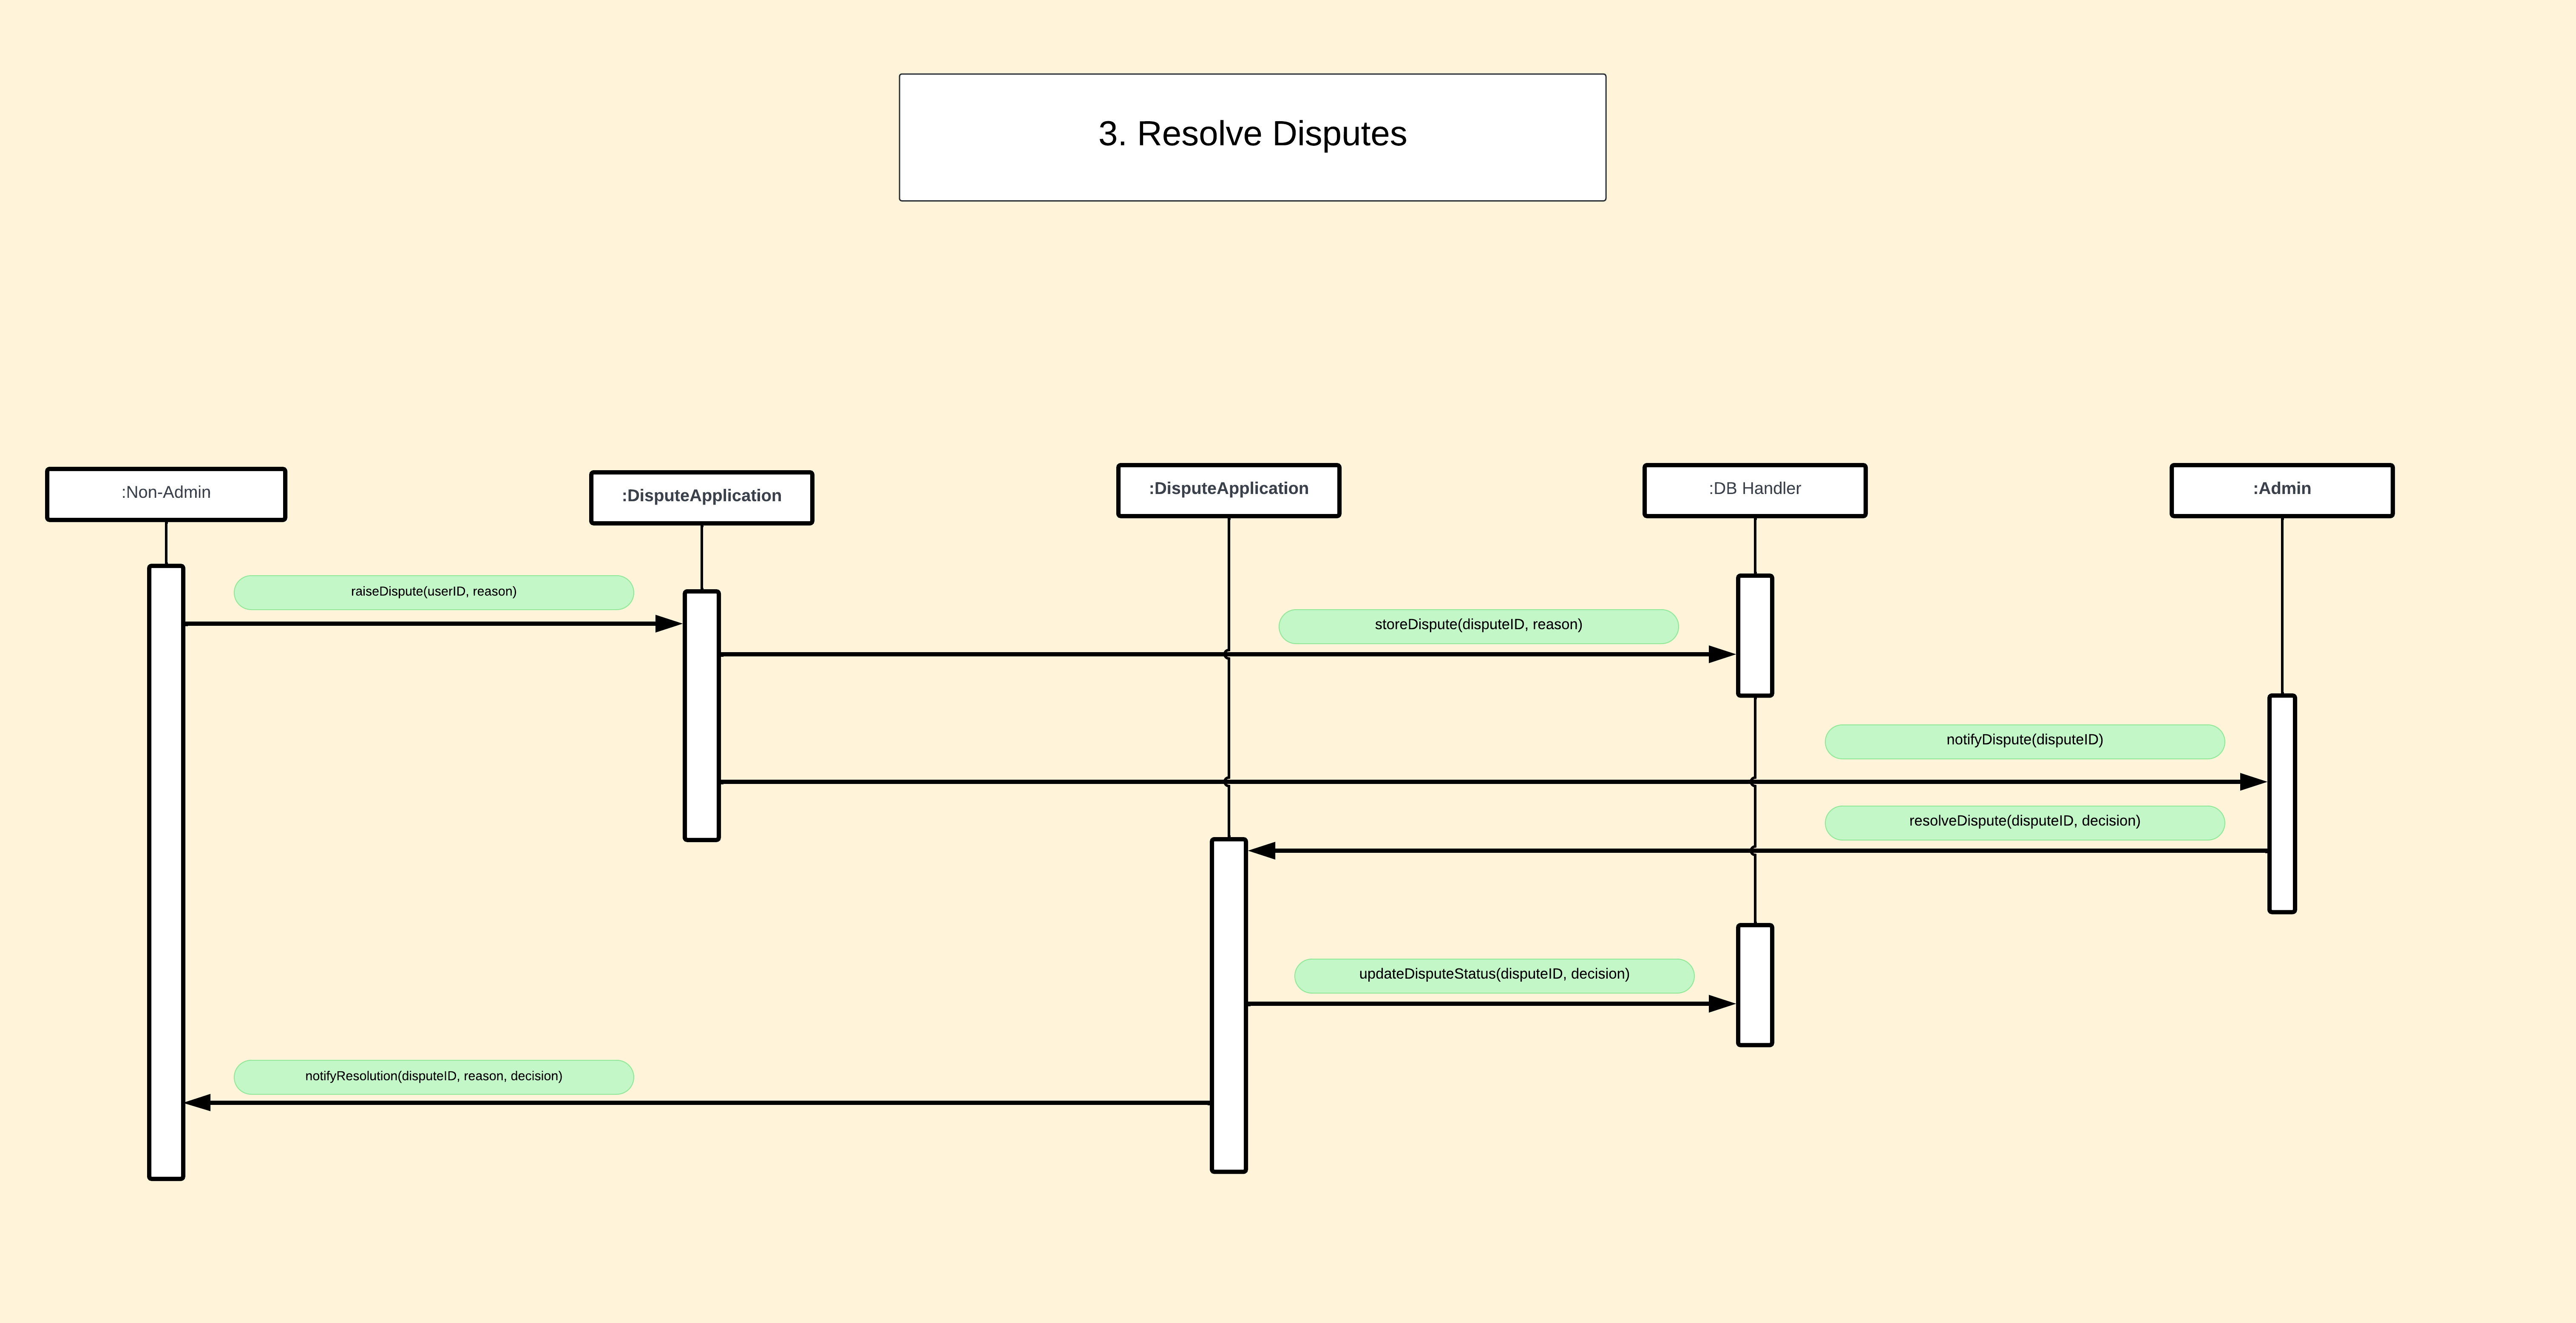 3. Resolve Disputes
:Non-Admin
:DisputeApplication
:DisputeApplication
:DB Handler
:Admin
raiseDispute(userID, reason)
storeDispute(disputeID, reason)
notifyDispute(disputeID)
resolveDispute(disputeID, decision)
updateDisputeStatus(disputeID, decision)
notifyResolution(disputeID, reason, decision)